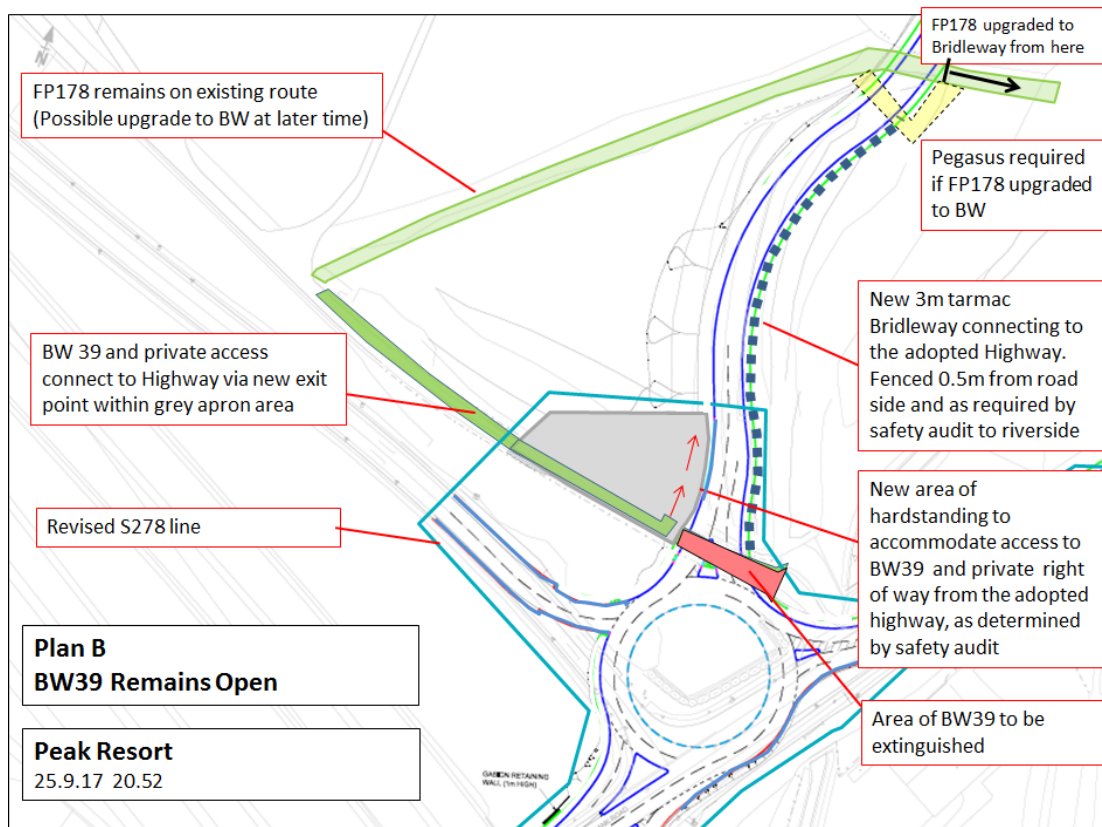 FP178 upgraded to
Bridleway from here
N
FP178 remains on existing route
(Possible upgrade to BW at later time)
Pegasus required
if FP178 upgraded
to BW
New 3m tarmac
Bridleway connecting to
the adopted Highway.
Fenced 0.5m from road
side and as required by
safety audit to riverside
BW 39 and private access
connect to Highway via new exit
point within grey apron area
New area of
hardstanding to
accommodate access to
BW39 and private right
of way from the adopted
highway, as determined
by safety audit
Revised S278 line
Plan B
BW39 Remains Open
Area of BW39 to be
extinguished
Peak Resort
25.9.17 20.52
GABION RETAINING
WALL (1m HIGH)